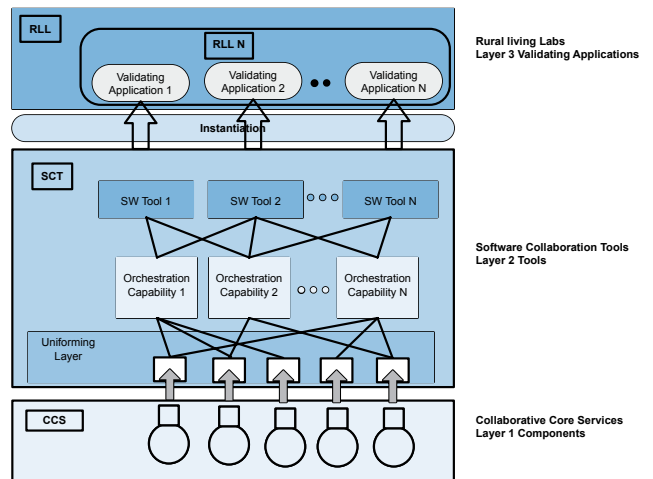 RLL
RLL N
Validating
Application 1
Validating
Application 2
Validating
Application N
Rural living Labs
Layer 3 Validating Applications
Instantiation
SCT
SW Tool 1
SW Tool 2
SW Tool N
Orchestration
Capability 1
Orchestration
Capability 2
Orchestration
Capability N
Software Collaboration Tools
Layer 2 Tools
Uniforming
Layer
CCS
Collaborative Core Services
Layer 1 Components